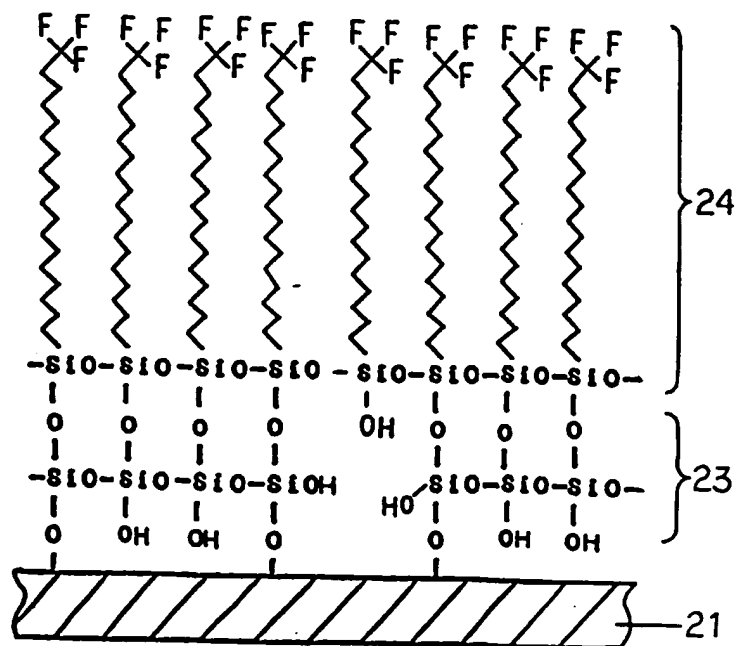 F F F F F F F F F F F F F F F F
F F F F F F F F
24
-SiO-SiO-SiO-SiO -SiO-SiO-SiO-SiO-
O O O O OH O O O
-SiO-SiO-SiO-SiOH HO SiO-SiO-SiO- 23
O OH OH O O OH OH
21